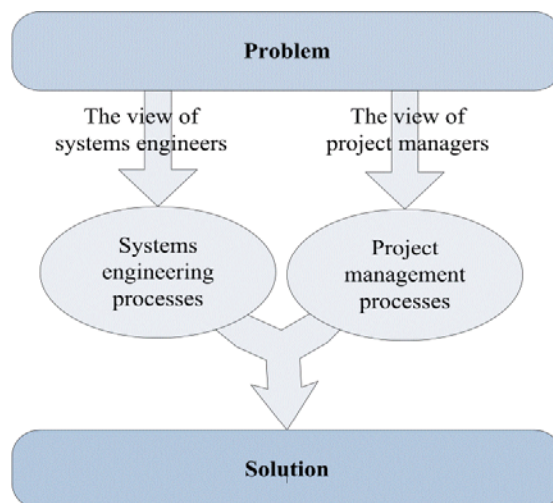 Problem
The view of
systems engineers
The view of
project managers
Systems
engineering
processes
Project
management
processes
Solution